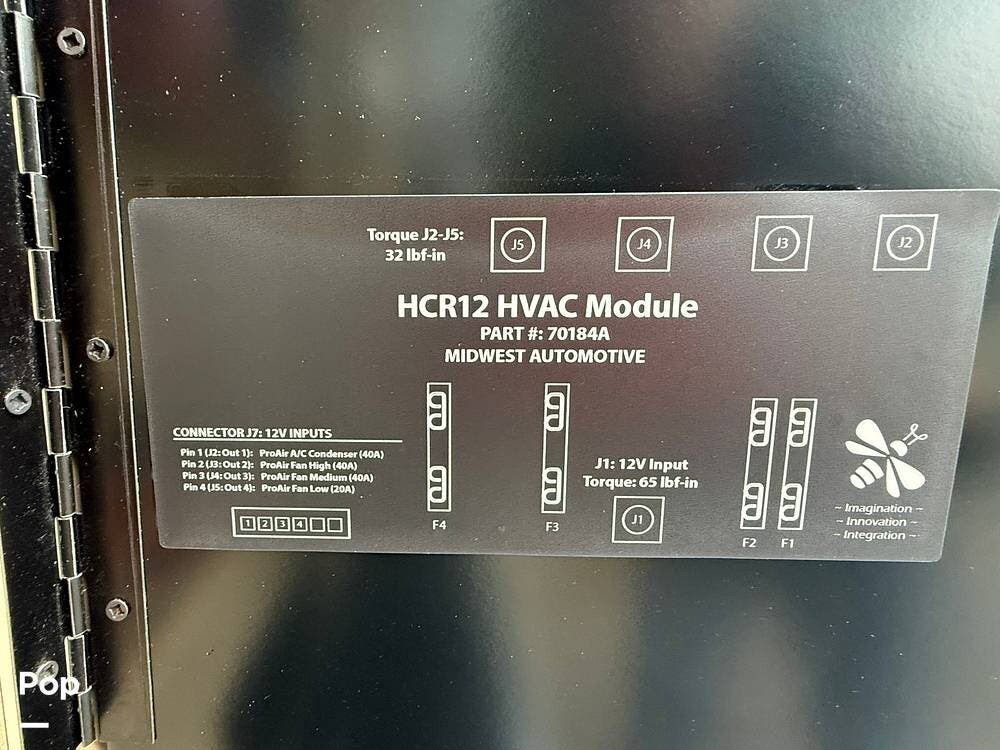 Torque J2-J5:
32 lbf-in
J5
J4
J3
J2
HCR12 HVAC Module
PART #: 70184A
MIDWEST AUTOMOTIVE
CONNECTOR J7: 12V INPUTS
Pin 1 (J2: Out 1): ProAir A/C Condenser (40A)
Pin 2 (J3: Out 2): ProAir Fan High (40A)
Pin 3 (J4: Out 3): ProAir Fan Medium (40A)
Pin 4 (J5: Out 4): ProAir Fan Low (20A)
1 2 3 4
F4
F3
J1: 12V Input
Torque: 65 lbf-in
J1
F2
F1
~ Imagination ~
~ Innovation ~
~ Integration ~
Pop